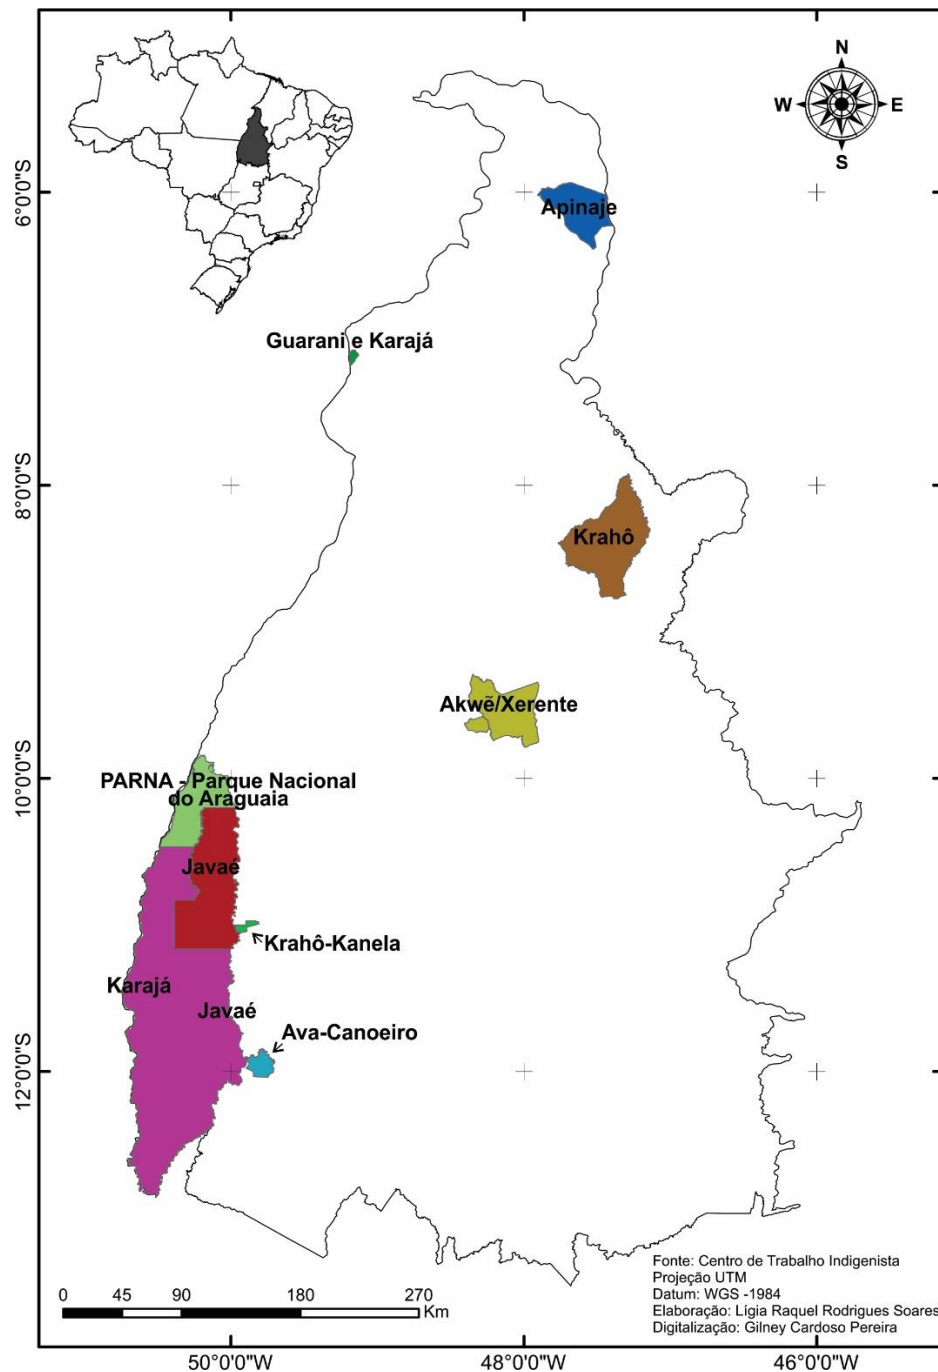 N
W E
S
6°0'0"S
Apinaje
Guarani e Karajá
8°0'0"S
Krahô
Akwẽ/Xerente
10°0'0"S
PARNA - Parque Nacional
do Araguaia
Javaé
Krahô-Kanela
Karajá
Javaé
Ava-Canoeiro
12°0'0"S
Fonte: Centro de Trabalho Indigenista
Projeção UTM
Datum: WGS -1984
Elaboração: Lígia Raquel Rodrigues Soares
Digitalização: Gilney Cardoso Pereira
0 45 90 180 270
Km
50°0'0"W 48°0'0"W 46°0'0"W